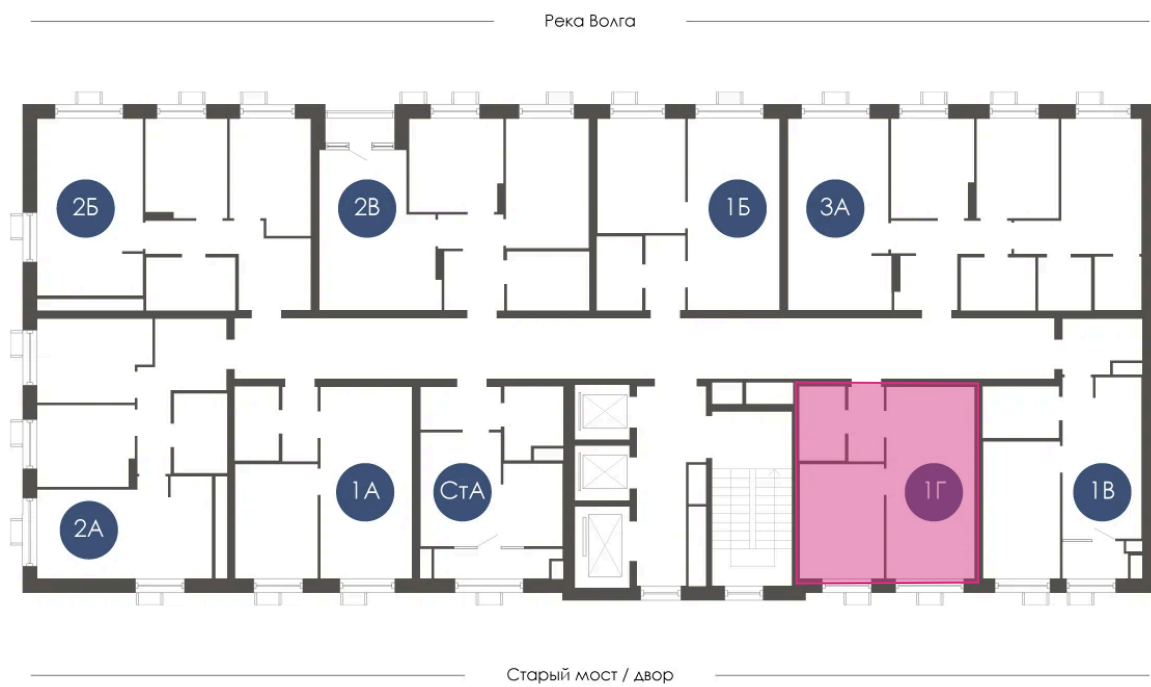 Река Волга
2Б
2В
1Б
3А
2А
1А
СтА
1Г
1В
Старый мост / двор